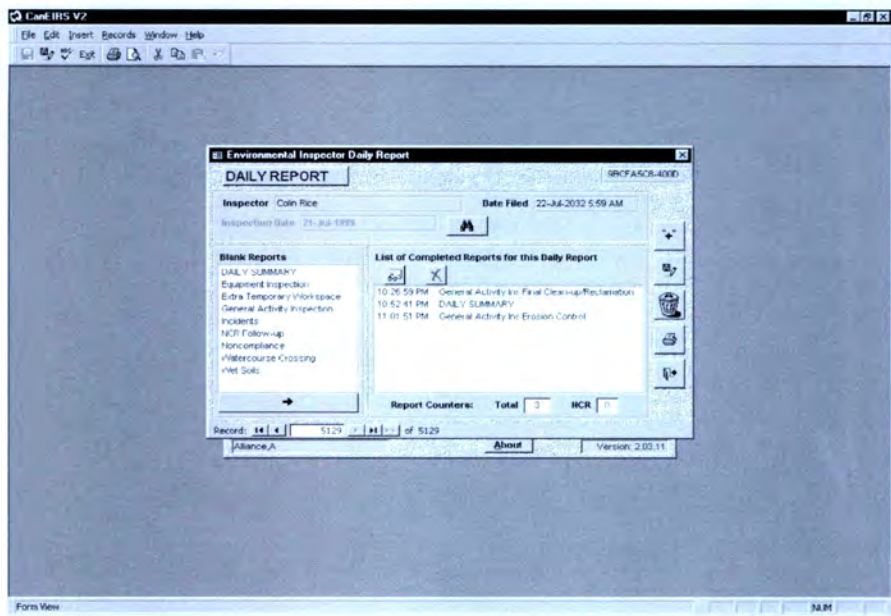 CanEIRS V2
File Edit Insert Records Window Help
Exit
Environmental Inspector Daily Report
DAILY REPORT
9BCFA5C8-400D
Inspector Colin Rice
Date Filed 22-Jul-2032 5:59 AM
Inspection Date 21-Jul-1999
Blank Reports
DAILY SUMMARY
Equipment Inspection
Extra Temporary Workspace
General Activity Inspection
Incidents
NCR Follow-up
Noncompliance
Watercourse Crossing
Wet Soils
List of Completed Reports for this Daily Report
10:26:59 PM General Activity Ins Final Clean-up/Reclamation
10:52:41 PM DAILY SUMMARY
11:01:51 PM General Activity Ins Erosion Control
Report Counters: Total 3 NCR 0
Record: 5129 of 5129
Alliance,A
About
Version: 2.03.11
Form View
NUM